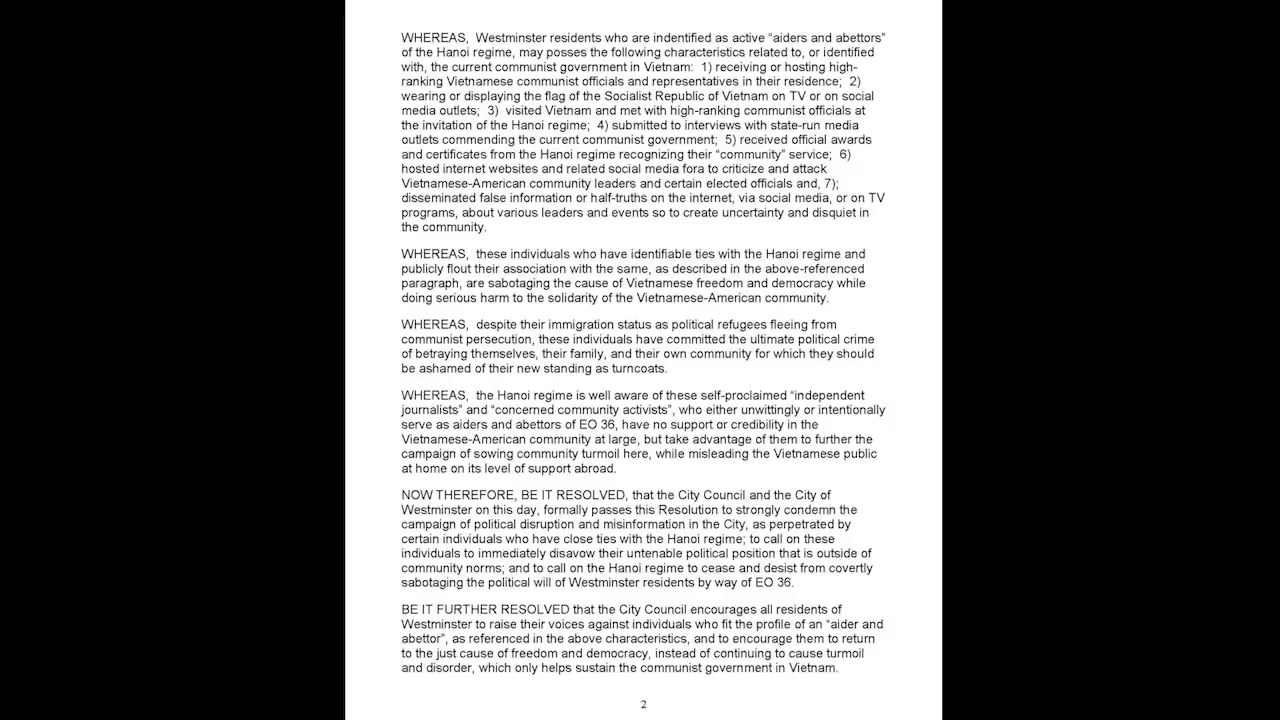 WHEREAS,  Westminster residents who are indentified as active “aiders and abettors”
of the Hanoi regime, may posses the following characteristics related to, or identified
with, the current communist government in Vietnam:  1) receiving or hosting high-
ranking Vietnamese communist officials and representatives in their residence;  2)
wearing or displaying the flag of the Socialist Republic of Vietnam on TV or on social
media outlets;  3)  visited Vietnam and met with high-ranking communist officials at
the invitation of the Hanoi regime;  4) submitted to interviews with state-run media
outlets commending the current communist government;  5) received official awards
and certificates from the Hanoi regime recognizing their “community” service;  6)
hosted internet websites and related social media fora to criticize and attack
Vietnamese-American community leaders and certain elected officials and, 7);
disseminated false information or half-truths on the internet, via social media, or on TV
programs, about various leaders and events so to create uncertainty and disquiet in
the community.
WHEREAS,  these individuals who have identifiable ties with the Hanoi regime and
publicly flout their association with the same, as described in the above-referenced
paragraph, are sabotaging the cause of Vietnamese freedom and democracy while
doing serious harm to the solidarity of the Vietnamese-American community.
WHEREAS,  despite their immigration status as political refugees fleeing from
communist persecution, these individuals have committed the ultimate political crime
of betraying themselves, their family, and their own community for which they should
be ashamed of their new standing as turncoats.
WHEREAS,  the Hanoi regime is well aware of these self-proclaimed “independent
journalists” and “concerned community activists”, who either unwittingly or intentionally
serve as aiders and abettors of EO 36, have no support or credibility in the
Vietnamese-American community at large, but take advantage of them to further the
campaign of sowing community turmoil here, while misleading the Vietnamese public
at home on its level of support abroad.
NOW THEREFORE, BE IT RESOLVED, that the City Council and the City of
Westminster on this day, formally passes this Resolution to strongly condemn the
campaign of political disruption and misinformation in the City, as perpetrated by
certain individuals who have close ties with the Hanoi regime; to call on these
individuals to immediately disavow their untenable political position that is outside of
community norms; and to call on the Hanoi regime to cease and desist from covertly
sabotaging the political will of Westminster residents by way of EO 36.
BE IT FURTHER RESOLVED that the City Council encourages all residents of
Westminster to raise their voices against individuals who fit the profile of an “aider and
abettor”, as referenced in the above characteristics, and to encourage them to return
to the just cause of freedom and democracy, instead of continuing to cause turmoil
and disorder, which only helps sustain the communist government in Vietnam.
2